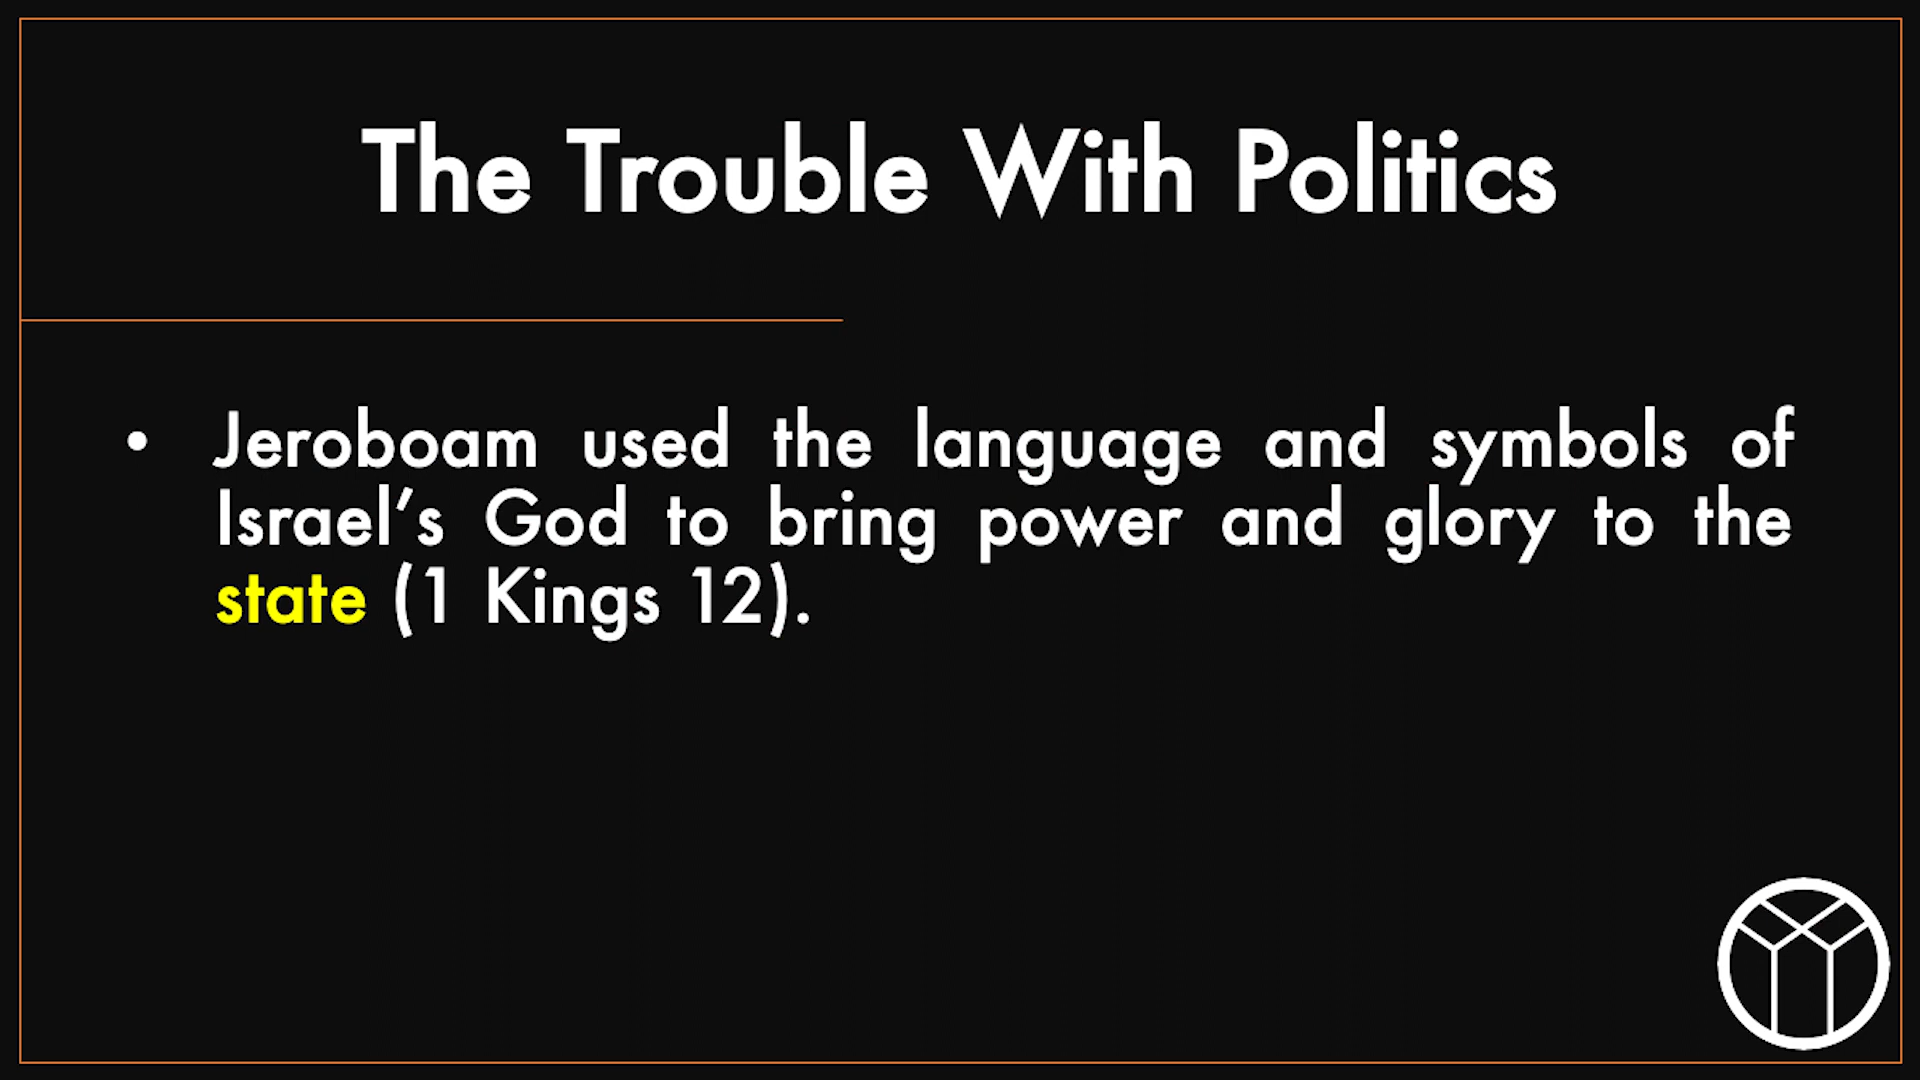 The Trouble With Politics
• Jeroboam used the language and symbols of
Israel’s God to bring power and glory to the
state (1 Kings 12).